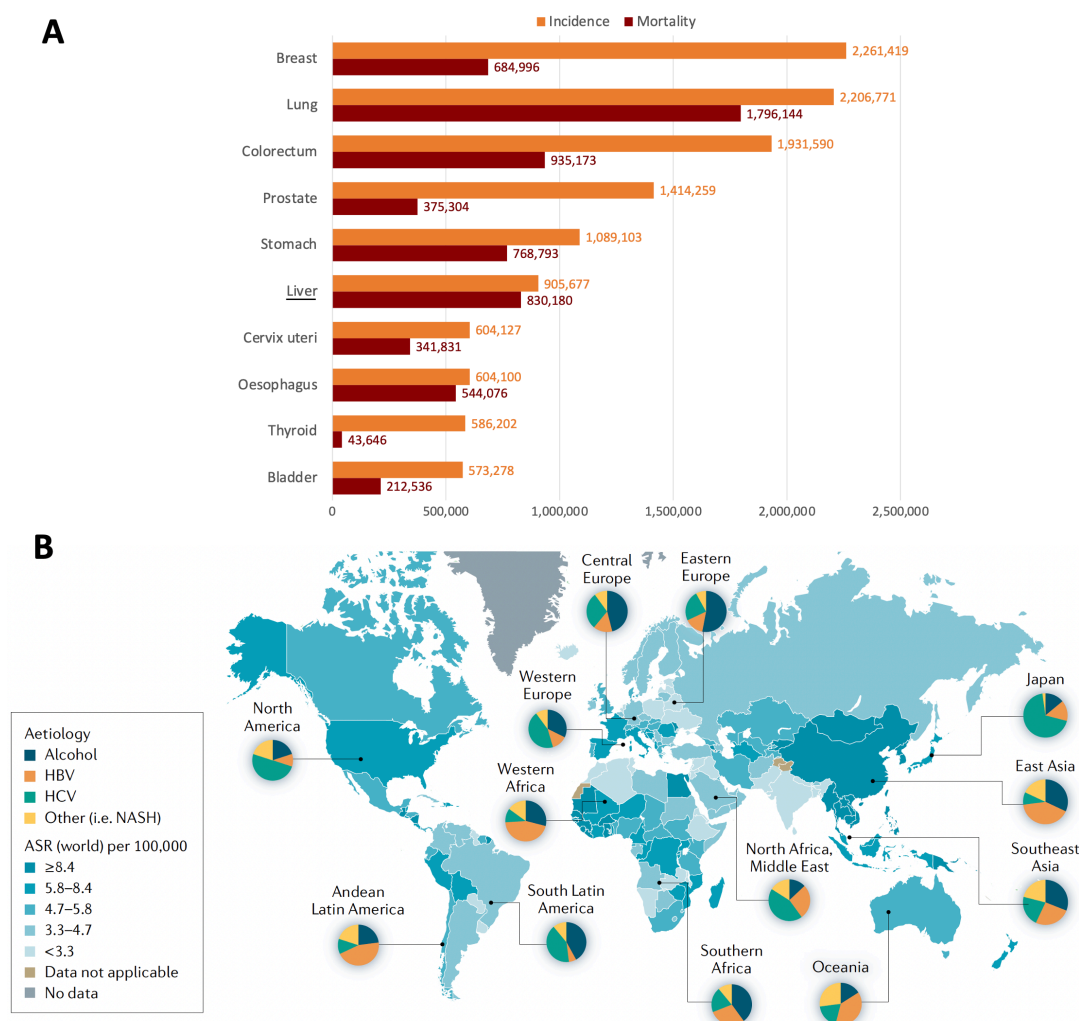 A
Incidence Mortality
Breast
2,261,419
684,996
Lung
2,206,771
1,796,144
Colorectum
1,931,590
935,173
Prostate
1,414,259
375,304
Stomach
1,089,103
768,793
Liver
905,677
830,180
Cervix uteri
604,127
341,831
Oesophagus
604,100
544,076
Thyroid
586,202
43,646
Bladder
573,278
212,536
0 500,000 1,000,000 1,500,000 2,000,000 2,500,000
B
Central
Europe
Eastern
Europe
Western
Europe
North
America
Japan
Western
Africa
East Asia
North Africa,
Middle East
Southeast
Asia
Andean
Latin America
South Latin
America
Southern
Africa
Oceania
Aetiology
Alcohol
HBV
HCV
Other (i.e. NASH)
ASR (world) per 100,000
≥8.4
5.8–8.4
4.7–5.8
3.3–4.7
<3.3
Data not applicable
No data